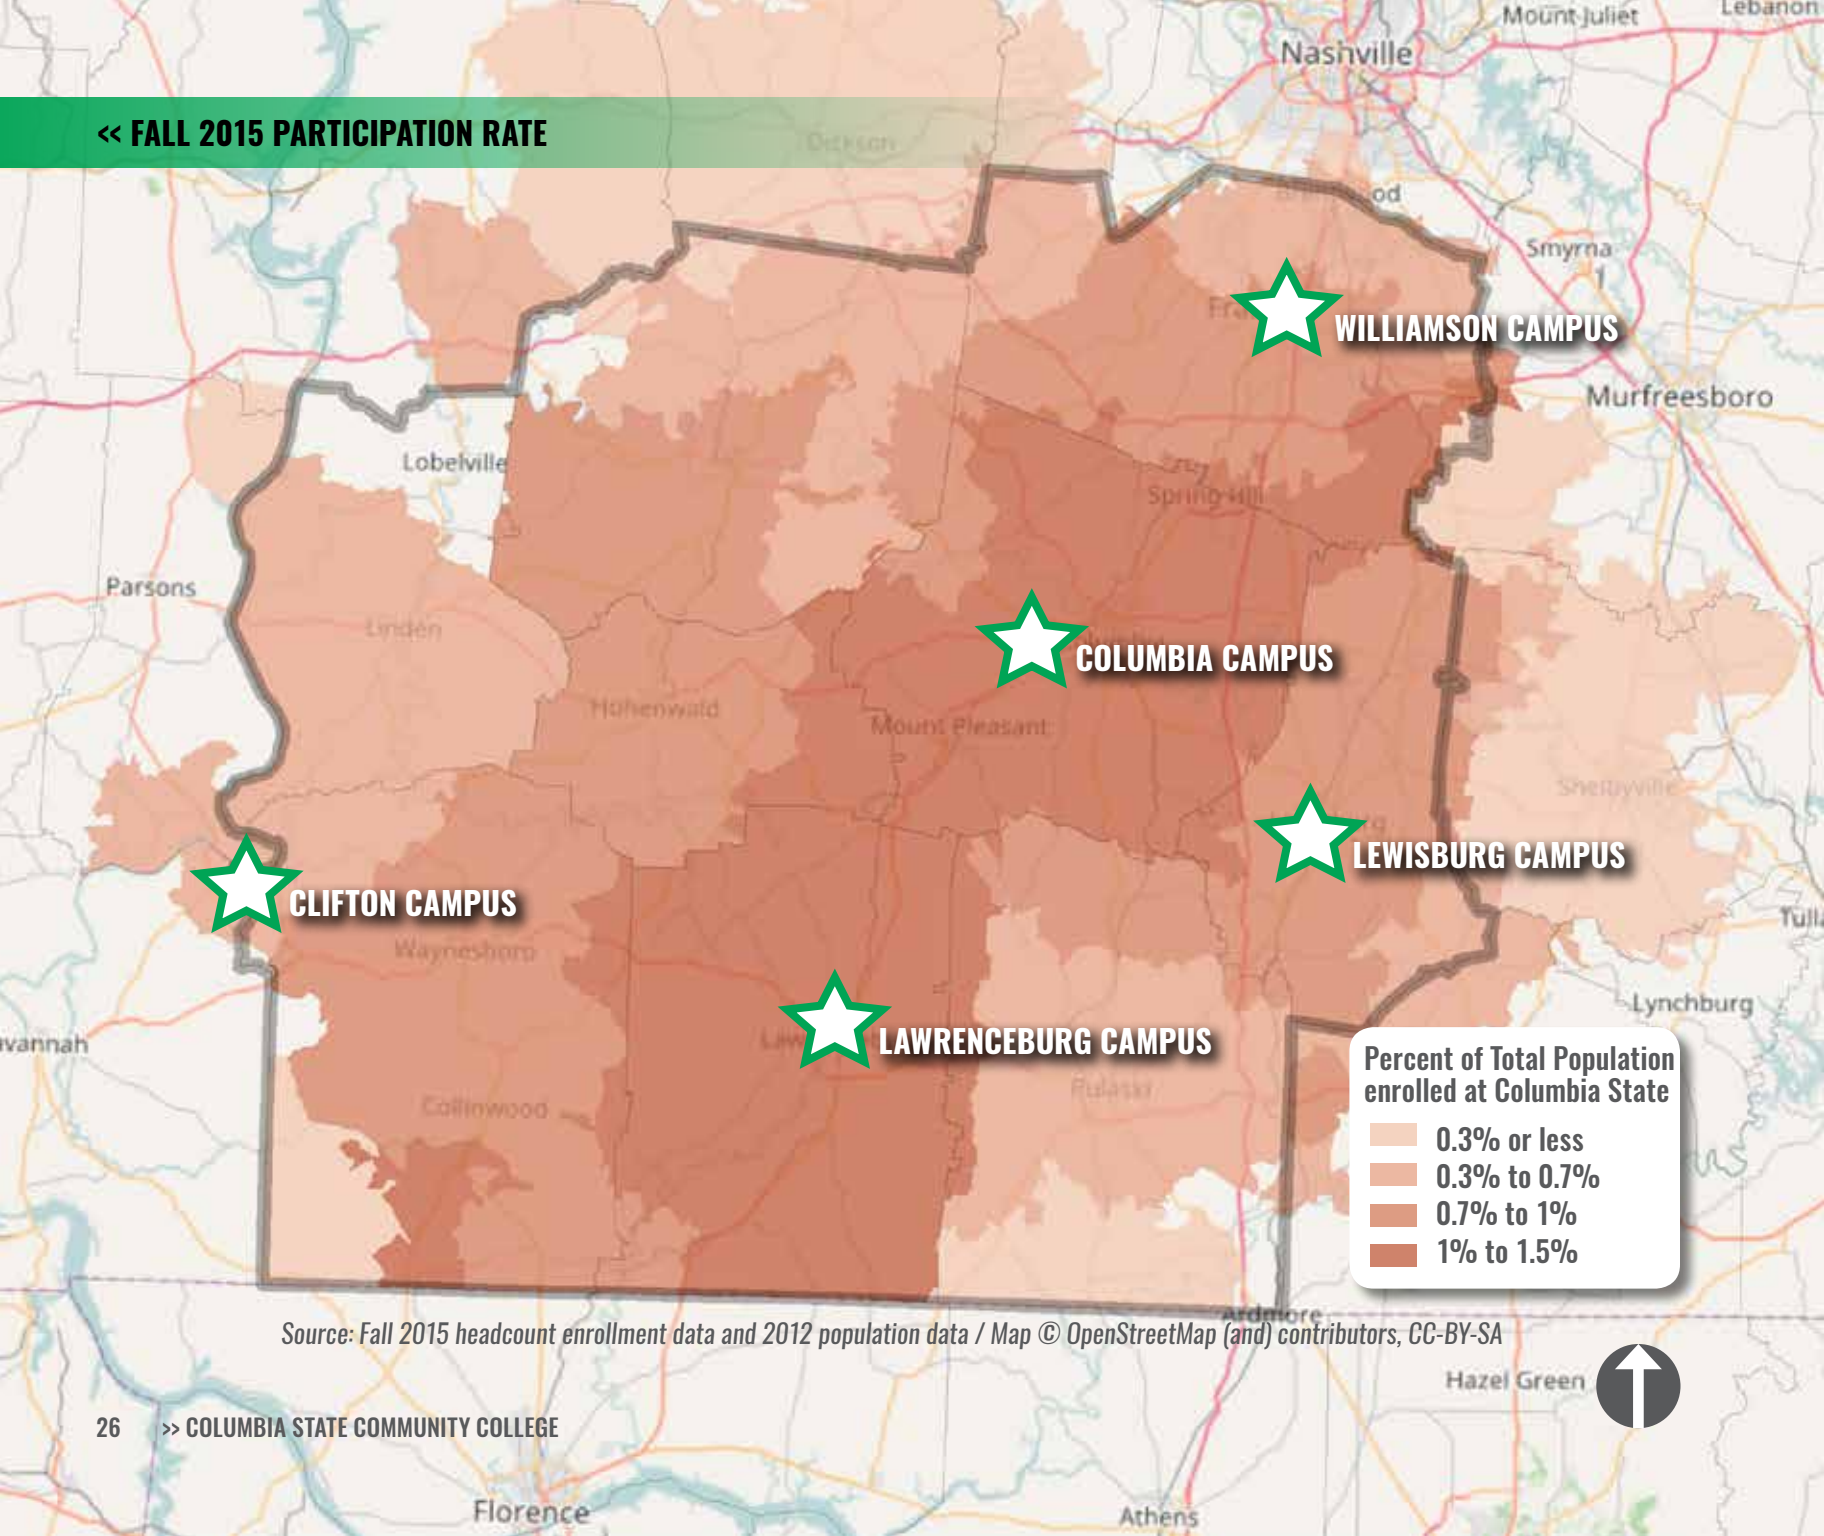 Mount Juliet
Lebanon
Nashville
<< FALL 2015 PARTICIPATION RATE
Dickson
Smyrna
WILLIAMSON CAMPUS
Murfreesboro
Lobelville
Spring Hill
Parsons
Linden
COLUMBIA CAMPUS
Hohenwald
Mount Pleasant
Shelbyville
LEWISBURG CAMPUS
CLIFTON CAMPUS
Waynesboro
Lynchburg
LAWRENCEBURG CAMPUS
Pulaski
Collinwood
Percent of Total Population
enrolled at Columbia State
0.3% or less
0.3% to 0.7%
0.7% to 1%
1% to 1.5%
Ardmore
Source: Fall 2015 headcount enrollment data and 2012 population data / Map © OpenStreetMap (and) contributors, CC-BY-SA
Hazel Green
26 >> COLUMBIA STATE COMMUNITY COLLEGE
Florence
Athens